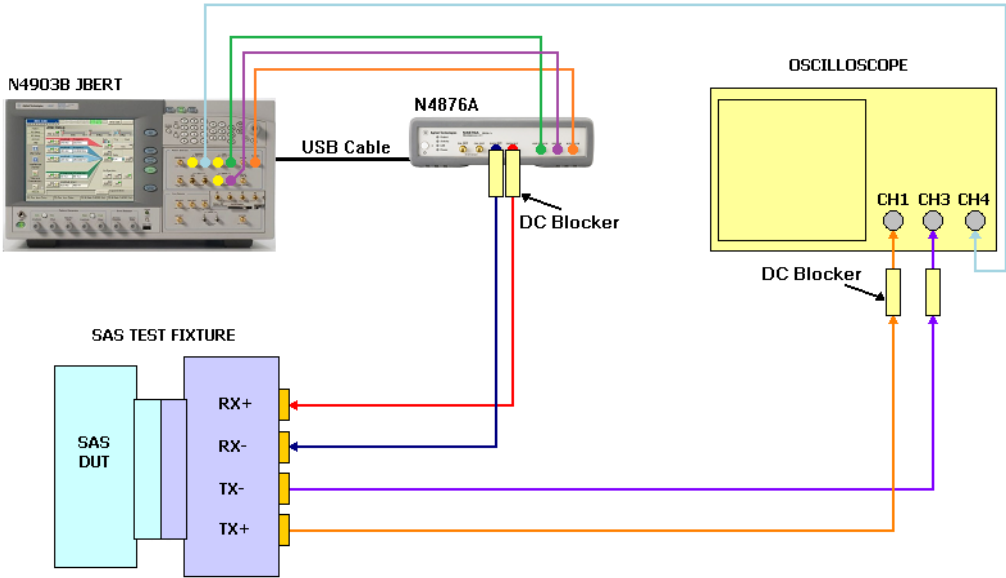 N4903B JBERT
OSCILLOSCOPE
N4876A
USB Cable
DC Blocker
CH1 CH3 CH4
DC Blocker
SAS TEST FIXTURE
RX+
SAS
DUT
RX-
TX-
TX+